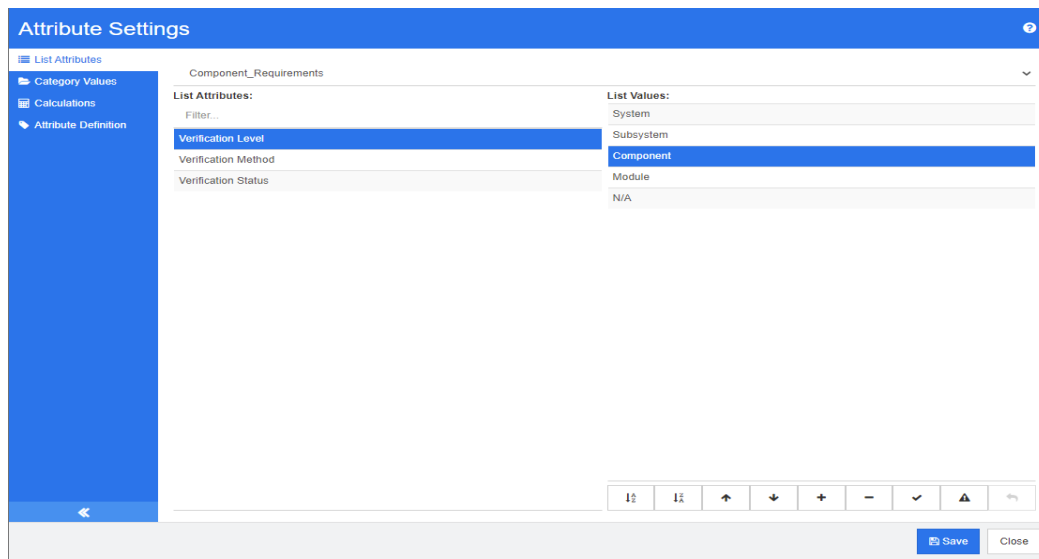 Attribute Settings
List Attributes
Category Values
Calculations
Attribute Definition
Component_Requirements
List Attributes:
Filter...
Verification Level
Verification Method
Verification Status
List Values:
System
Subsystem
Component
Module
N/A
Save
Close